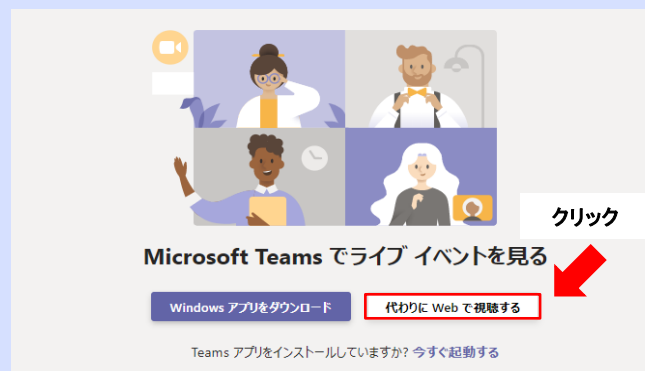 クリック
Microsoft Teams でライブ イベントを見る
Windows アプリをダウンロード
代わりに Web で視聴する
Teams アプリをインストールしていますか? 今すぐ起動する